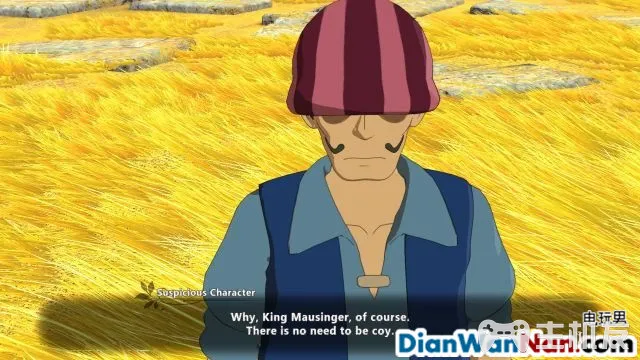 Suspicious Character
Why, King Mausinger, of course.
There is no need to be coy.
电玩男
DianWanNan.com